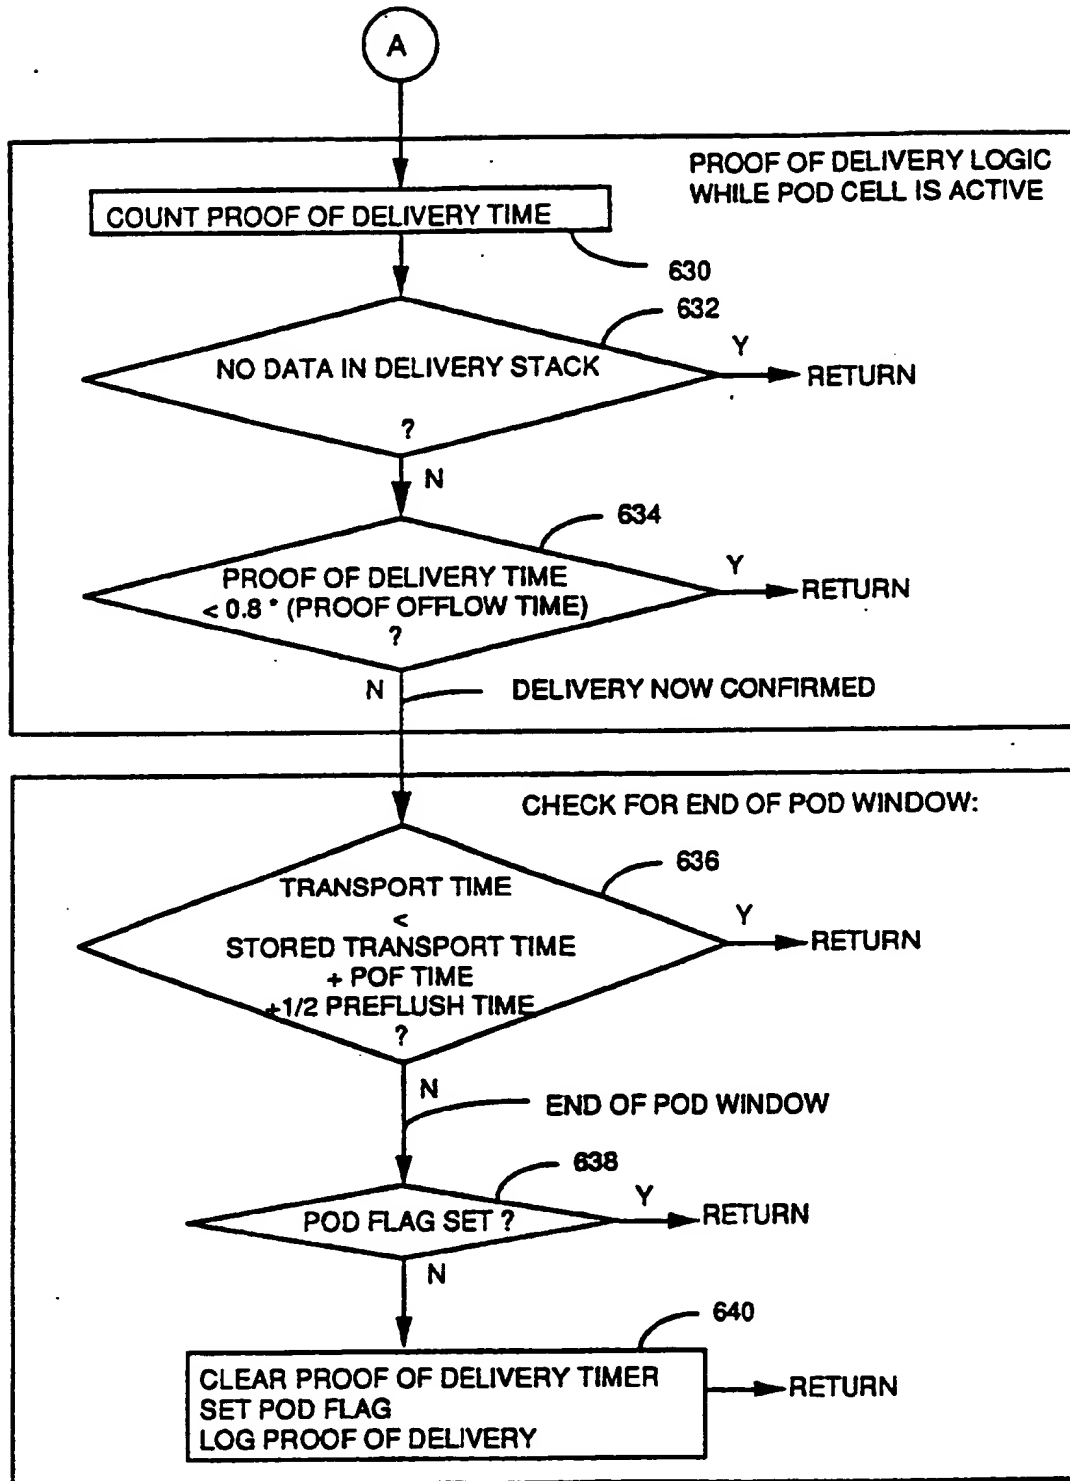 A
PROOF OF DELIVERY LOGIC
WHILE POD CELL IS ACTIVE
COUNT PROOF OF DELIVERY TIME
630
632
NO DATA IN DELIVERY STACK
?
Y
RETURN
N
634
PROOF OF DELIVERY TIME
< 0.8 * (PROOF OFFLOW TIME)
?
Y
RETURN
N
DELIVERY NOW CONFIRMED
CHECK FOR END OF POD WINDOW:
636
TRANSPORT TIME
<
STORED TRANSPORT TIME
+ POF TIME
+1/2 PREFLUSH TIME
?
Y
RETURN
N
END OF POD WINDOW
638
POD FLAG SET ?
Y
RETURN
N
640
CLEAR PROOF OF DELIVERY TIMER
SET POD FLAG
LOG PROOF OF DELIVERY
RETURN